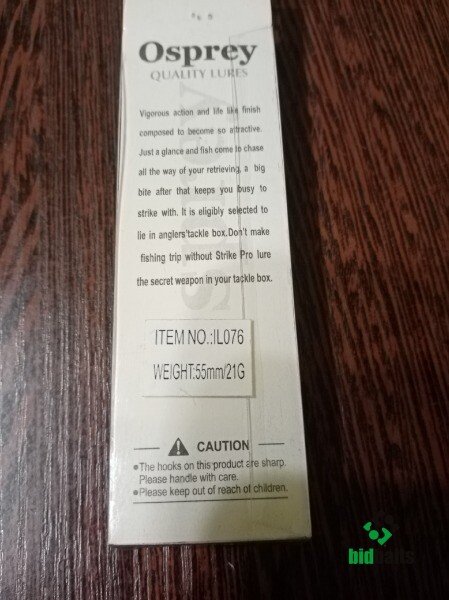 Osprey
QUALITY LURES
Vigorous action and life like finish
composed to become so attractive.
Just a glance and fish come to chase
all the way of your retrieving, a big
bite after that keeps you busy to
strike with. It is eligibly selected to
lie in anglers'tackle box.Don't make
fishing trip without Strike Pro lure
the secret weapon in your tackle box.
ITEM NO.:IL076
WEIGHT:55mm/21G
CAUTION
●The hooks on this product are sharp.
Please handle with care.
●Please keep out of reach of children.
bidparts